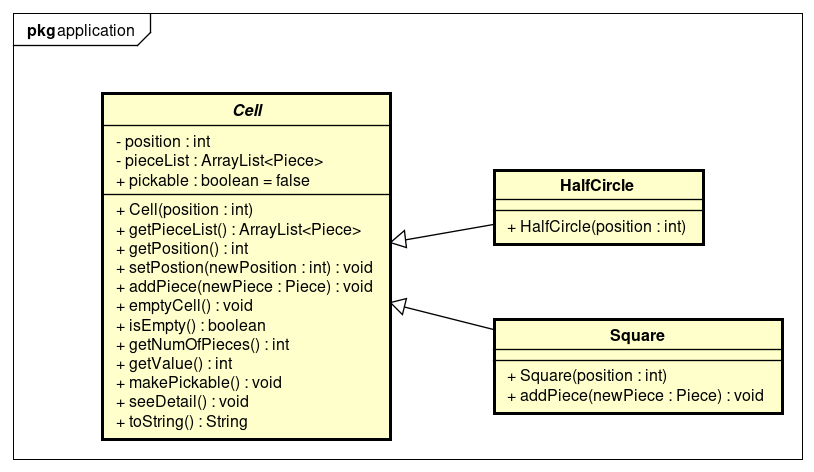 pkg application
Cell
- position : int
- pieceList : ArrayList<Piece>
+ pickable : boolean = false
+ Cell(position : int)
+ getPieceList() : ArrayList<Piece>
+ getPosition() : int
+ setPostion(newPosition : int) : void
+ addPiece(newPiece : Piece) : void
+ emptyCell() : void
+ isEmpty() : boolean
+ getNumOfPieces() : int
+ getValue() : int
+ makePickable() : void
+ seeDetail() : void
+ toString() : String
HalfCircle
+ HalfCircle(position : int)
Square
+ Square(position : int)
+ addPiece(newPiece : Piece) : void